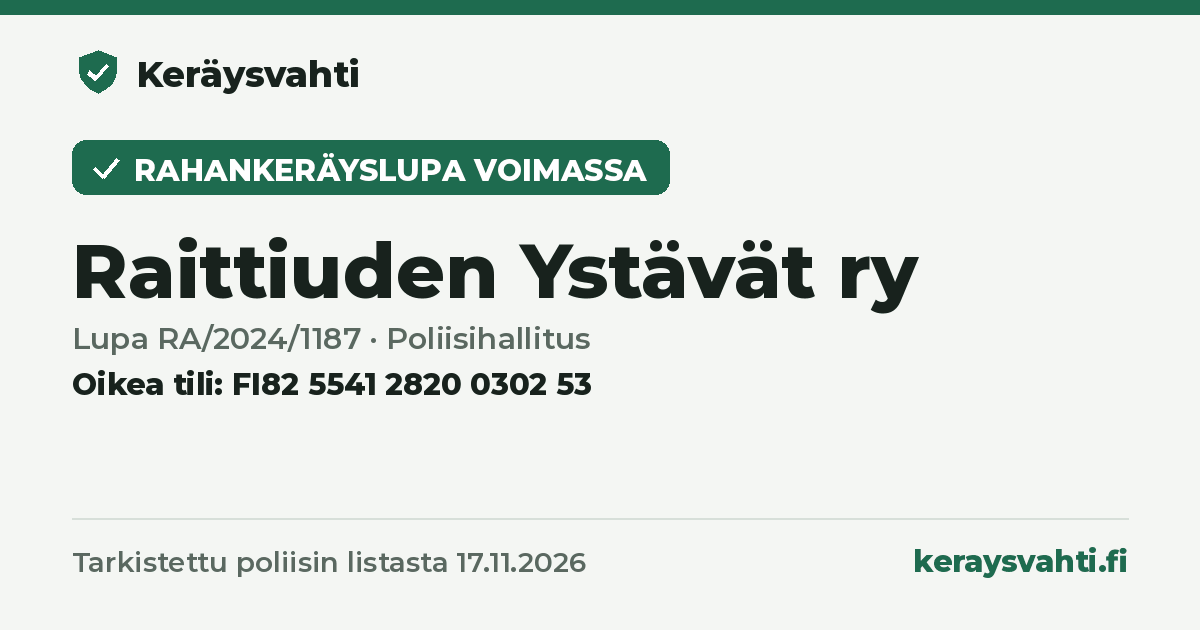 Keräysvahti
RAHANKERÄYSLUPA VOIMASSA
Raittiuden Ystävät ry
Lupa RA/2024/1187 · Poliisihallitus
Oikea tili: FI82 5541 2820 0302 53
Tarkistettu poliisin listasta 17.11.2026
keraysvahti.fi